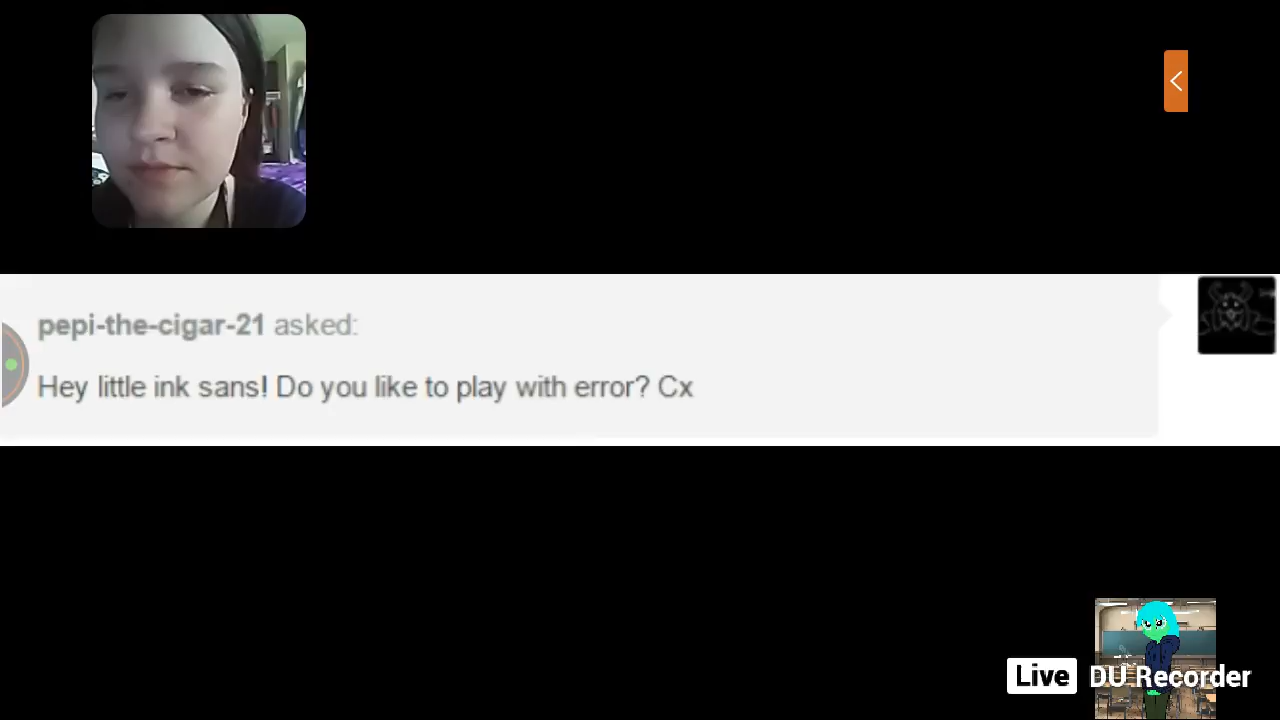 pepi-the-cigar-21 asked:
Hey little ink sans! Do you like to play with error? Cx
Live DU Recorder